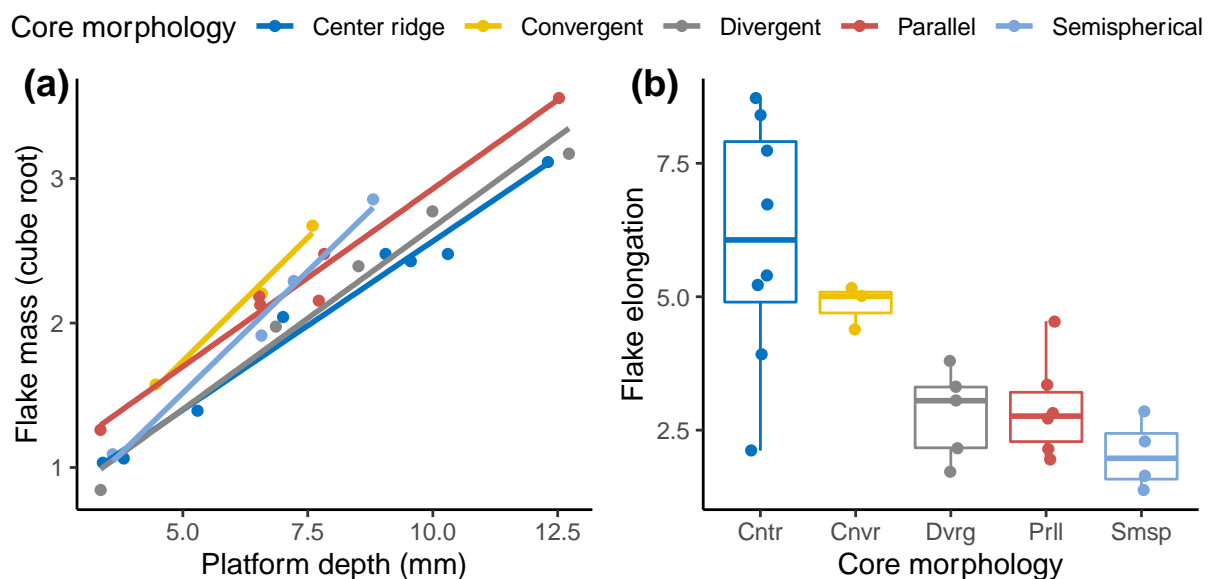 Core morphology Center ridge Convergent Divergent Parallel Semispherical
(a)
Flake mass (cube root)
3
2
1
5.0 7.5 10.0 12.5
Platform depth (mm)
(b)
Flake elongation
7.5
5.0
2.5
Cntr Cnvr Dvrg Prll Smsp
Core morphology